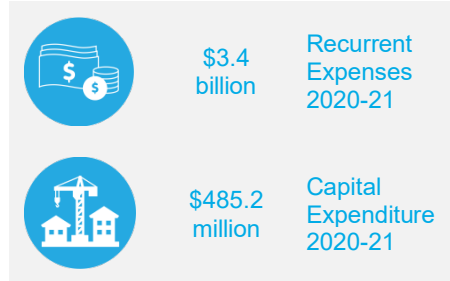 $
$
$3.4
billion
Recurrent
Expenses
2020-21
$485.2
million
Capital
Expenditure
2020-21